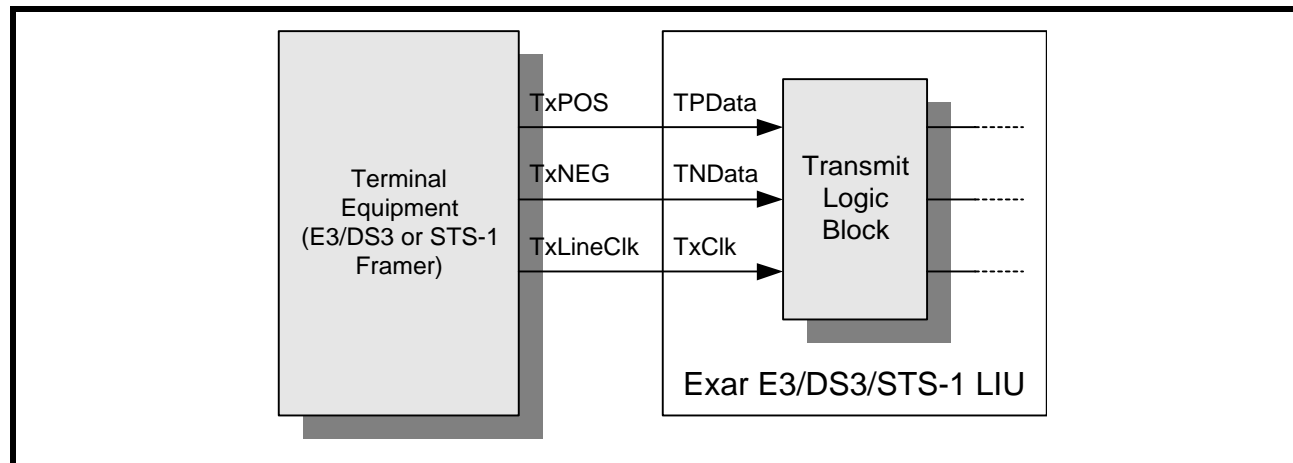 TxPOS
TPData
TxNEG
TNData
TxLineClk
TxClk
Terminal
Equipment
(E3/DS3 or STS-1
Framer)
Transmit
Logic
Block
Exar E3/DS3/STS-1 LIU